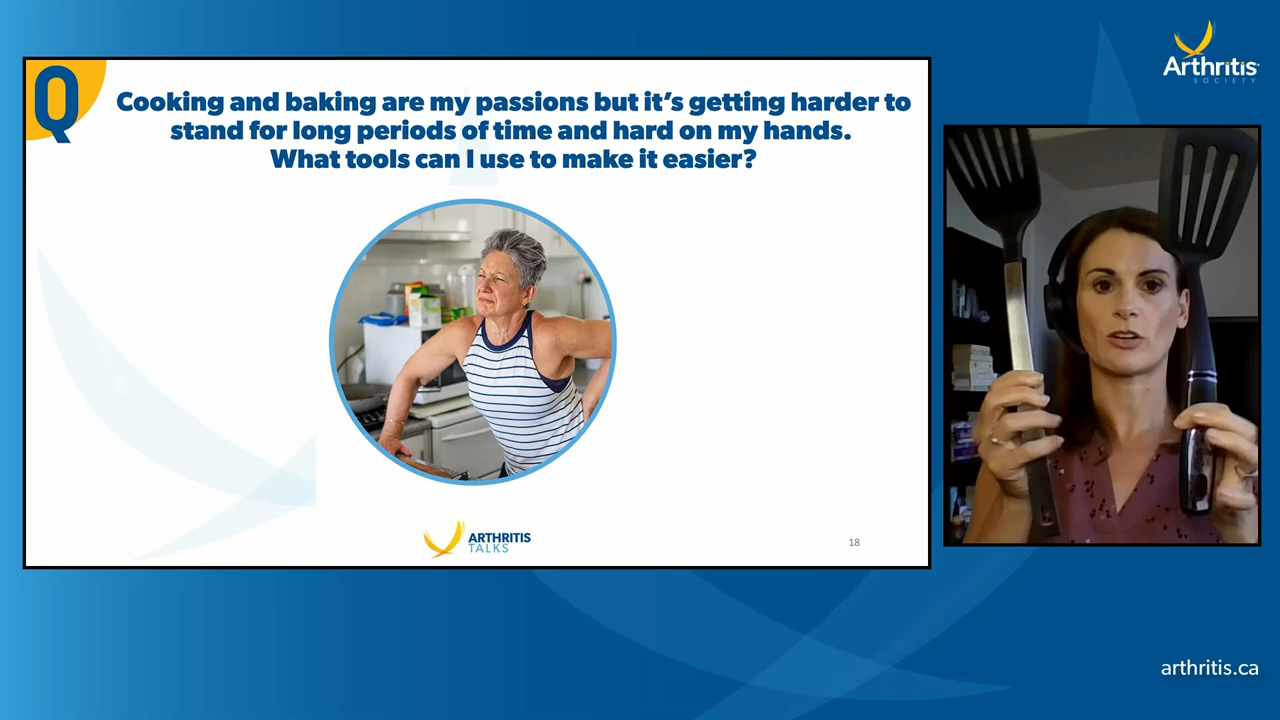 Arthritis
SOCIETY
Q
Cooking and baking are my passions but it's getting harder to
stand for long periods of time and hard on my hands.
What tools can I use to make it easier?
ARTHRITIS
TALKS
18
arthritis.ca